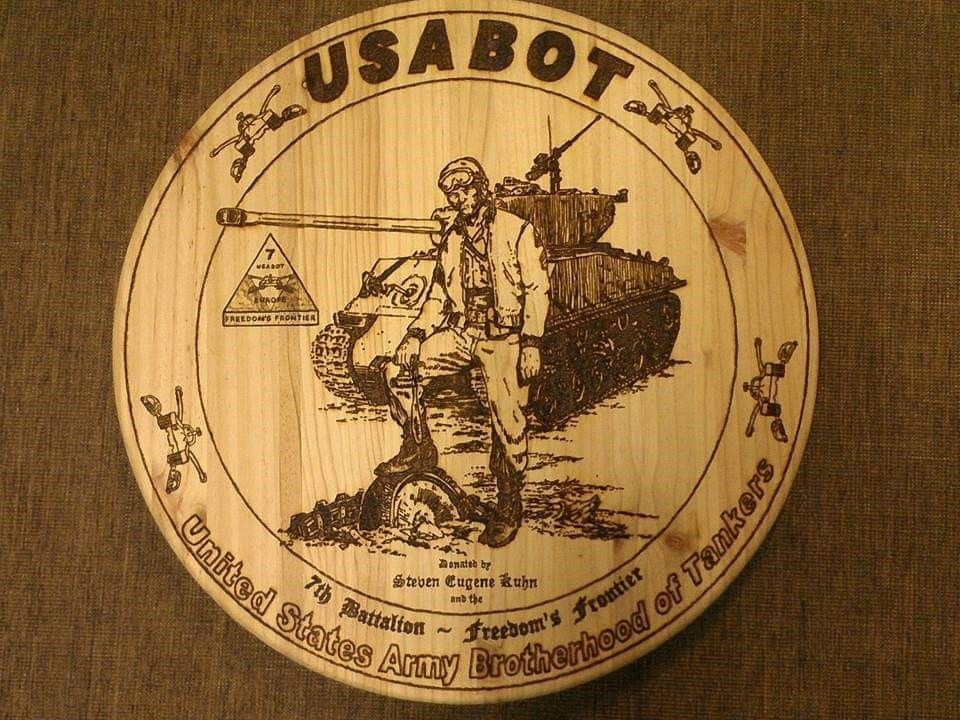 USABOT
7
USABOT
EUROPE
FREEDOM'S FRONTIER
Donated by
Steven Eugene Kuhn
and the
7th Battalion ~ Freedom's Frontier
United States Army Brotherhood of Tankers